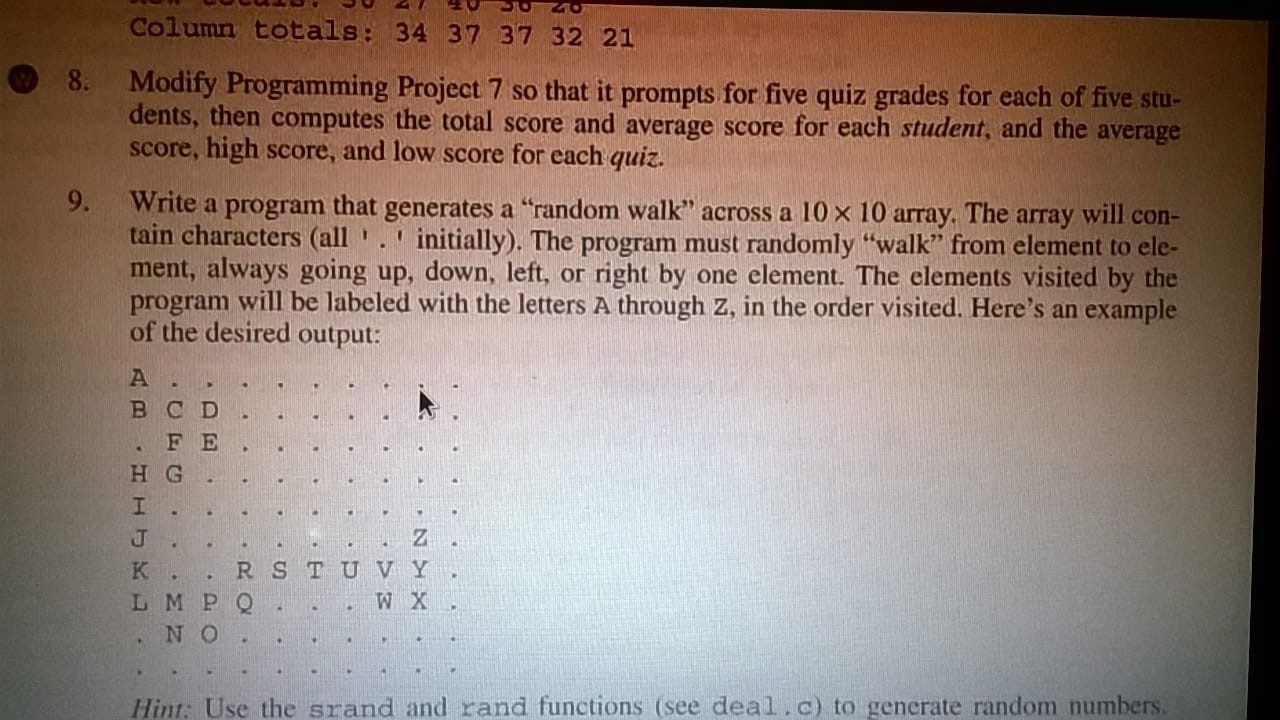 Column totals: 34 37 37 32 21
8. Modify Programming Project 7 so that it prompts for five quiz grades for each of five stu-
dents, then computes the total score and average score for each student, and the average
score, high score, and low score for each quiz.
9. Write a program that generates a “random walk” across a 10 × 10 array. The array will con-
tain characters (all '.' initially). The program must randomly “walk” from element to ele-
ment, always going up, down, left, or right by one element. The elements visited by the
program will be labeled with the letters A through Z, in the order visited. Here’s an example
of the desired output:
A . . . . . . . . .
B C D . . . . . . .
. F E . . . . . . .
H G . . . . . . . .
I . . . . . . . . .
J . . . . . . . Z .
K . . R S T U V Y .
L M P Q . . . W X .
. N O . . . . . . .
. . . . . . . . . .
Hint: Use the srand and rand functions (see deal.c) to generate random numbers.